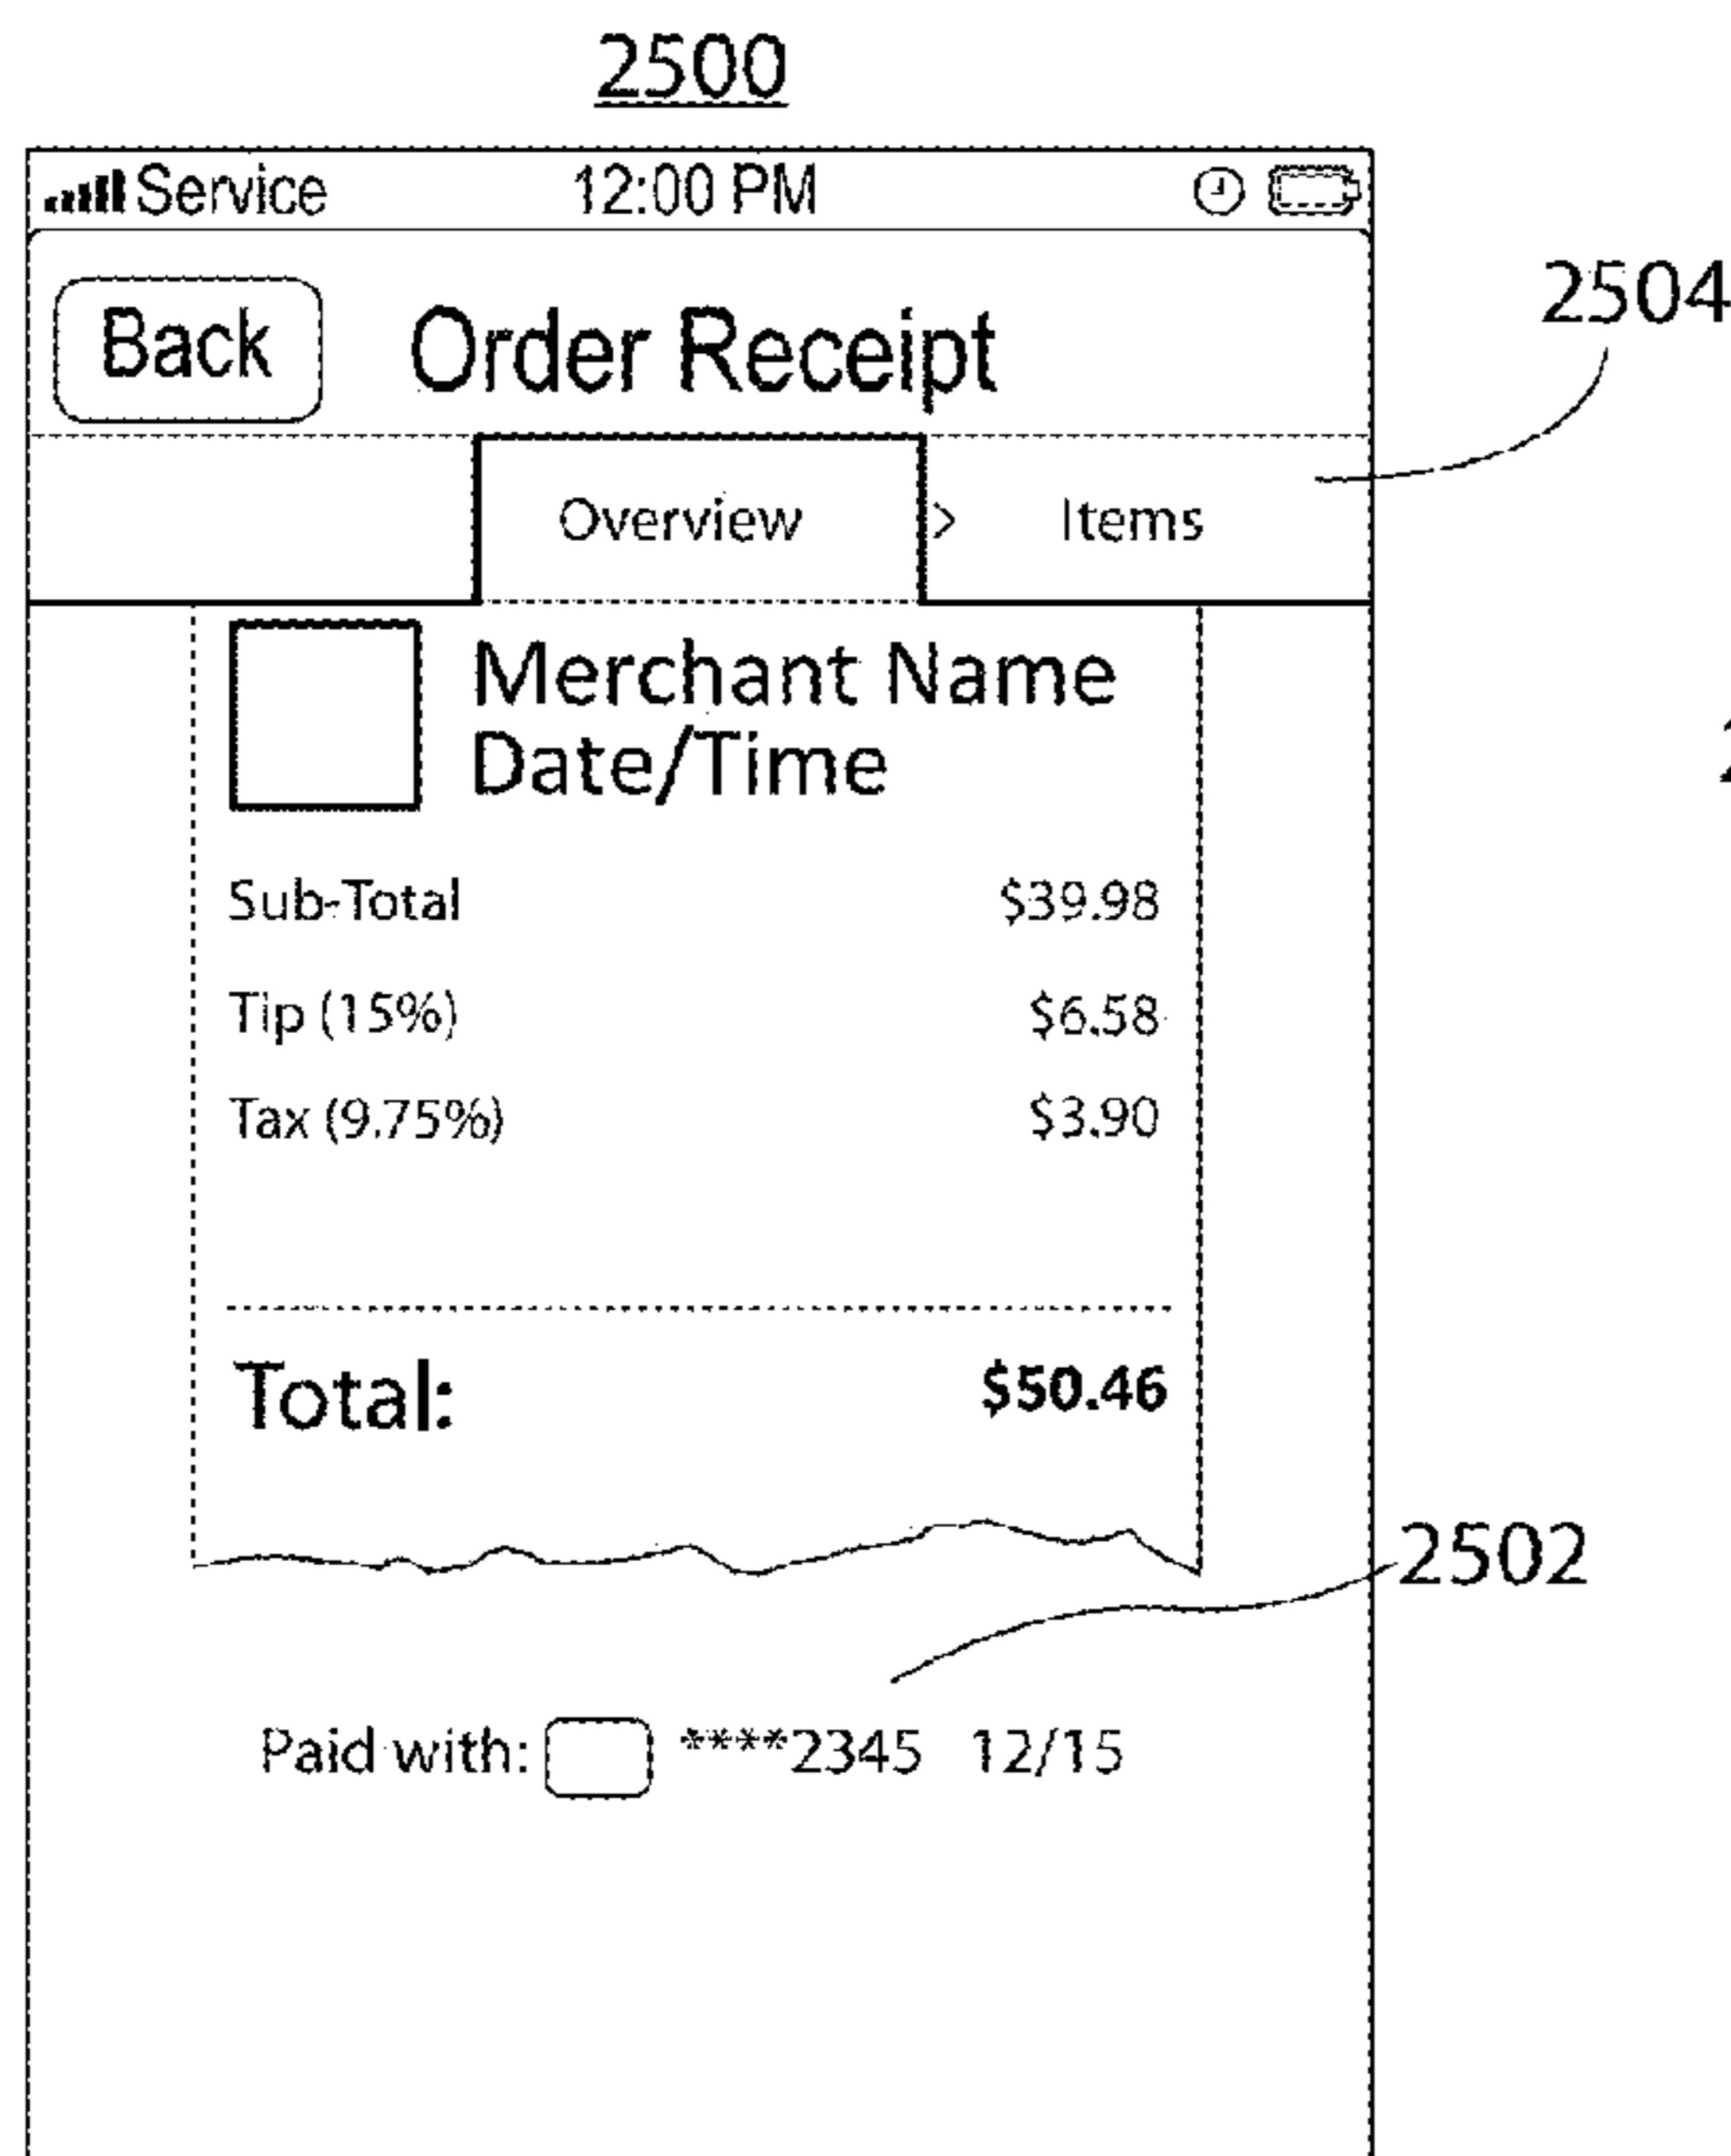 2500
Service 12:00 PM
Back Order Receipt
2504
Overview > Items
Merchant Name
Date/Time
Sub-Total $39.98
Tip (15%) $6.58
Tax (9.75%) $3.90
Total: $50.46
2502
Paid with: ****2345 12/15